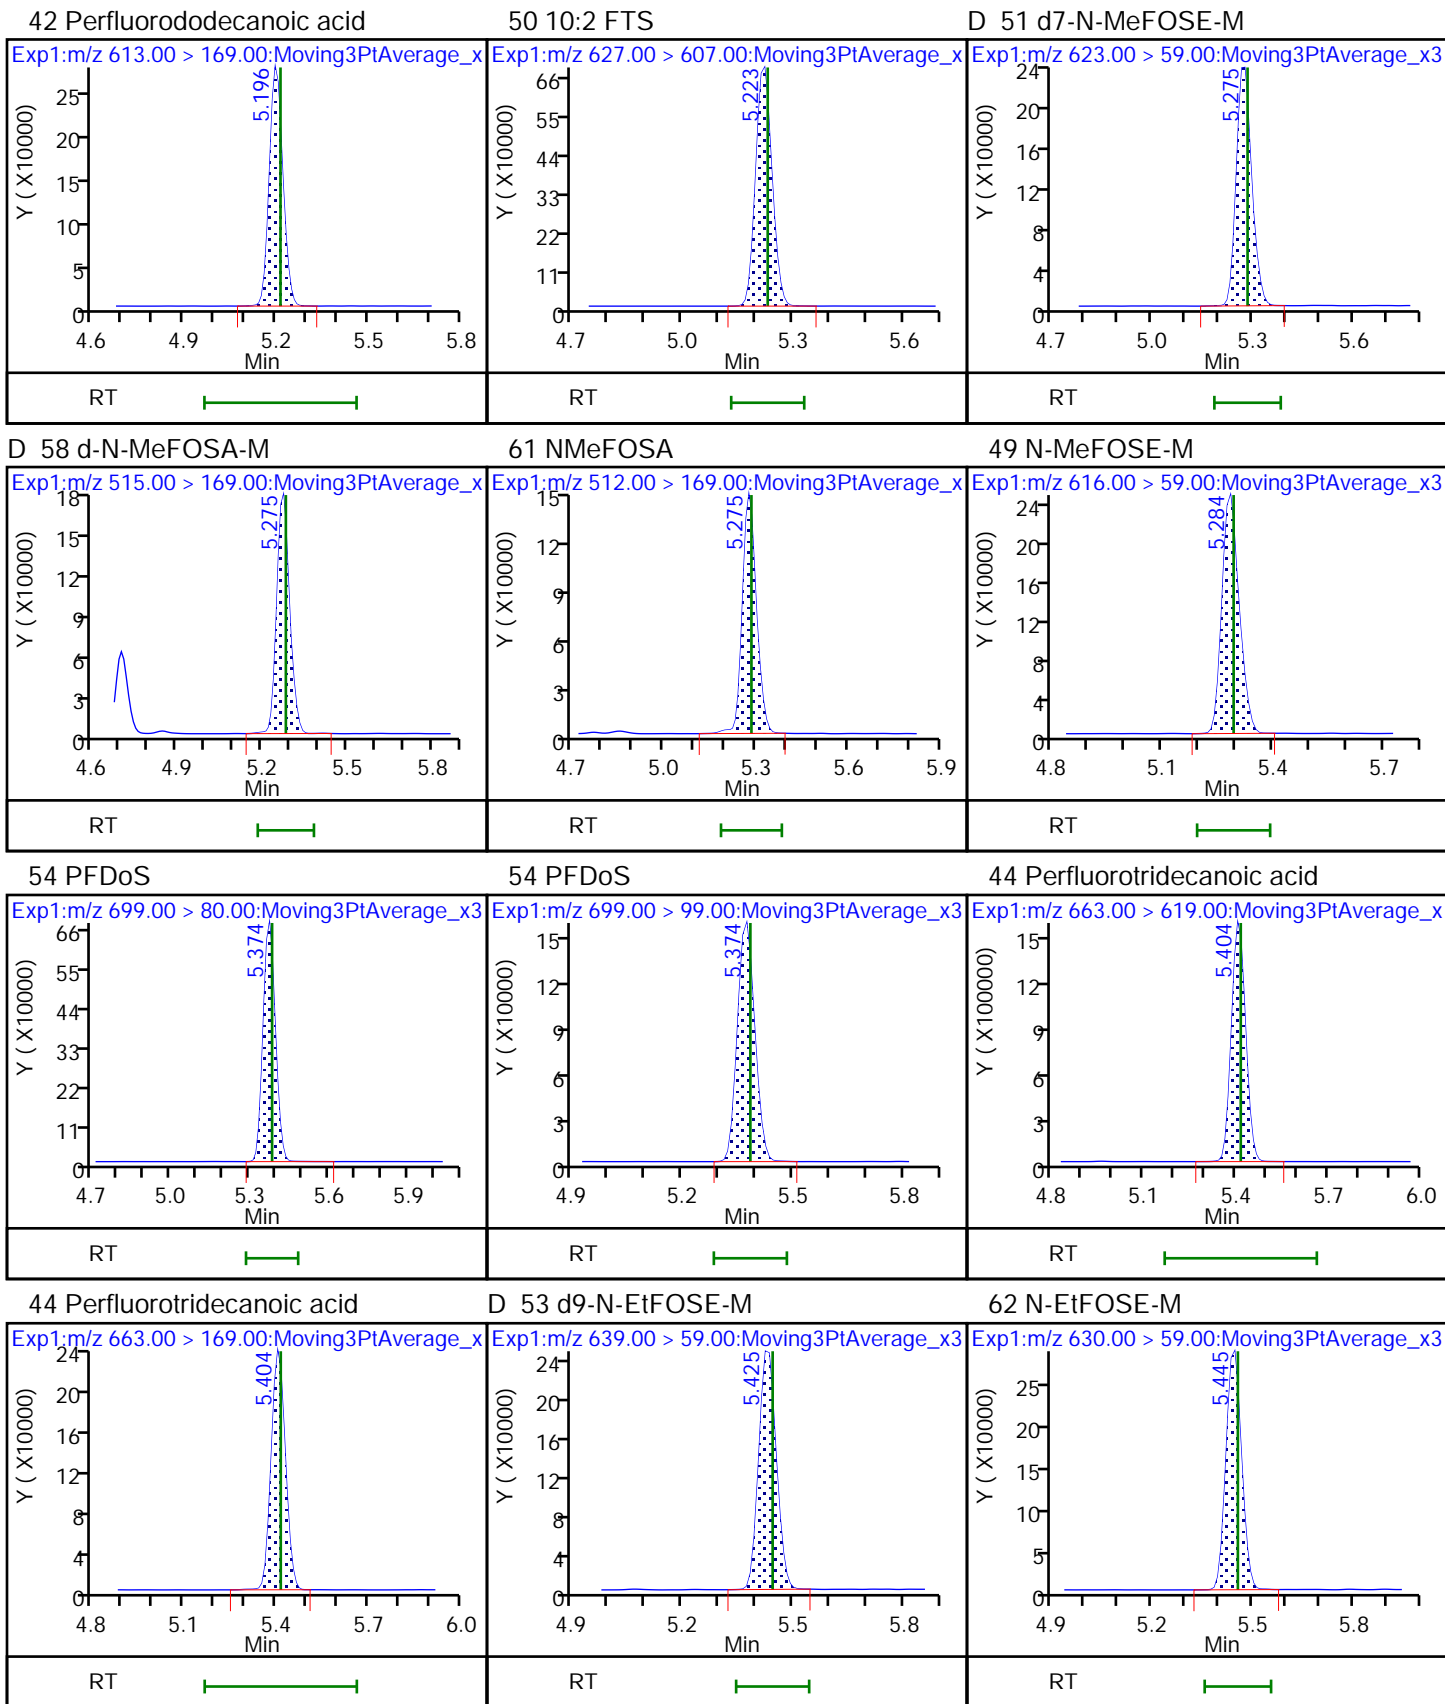 42 Perfluorododecanoic acid
Exp1:m/z 613.00 > 169.00:Moving3PtAverage_x
5.196
Y ( X10000)
25
20
15
10
5
0
4.6 4.9 5.2 5.5 5.8
Min
RT
50 10:2 FTS
Exp1:m/z 627.00 > 607.00:Moving3PtAverage_x
5.223
Y ( X10000)
66
55
44
33
22
11
0
4.7 5.0 5.3 5.6
Min
RT
D 51 d7-N-MeFOSE-M
Exp1:m/z 623.00 > 59.00:Moving3PtAverage_x3
5.275
Y ( X10000)
24
20
16
12
8
4
0
4.7 5.0 5.3 5.6
Min
RT
D 58 d-N-MeFOSA-M
Exp1:m/z 515.00 > 169.00:Moving3PtAverage_x
5.275
Y ( X10000)
18
15
12
9
6
3
0
4.6 4.9 5.2 5.5 5.8
Min
RT
61 NMeFOSA
Exp1:m/z 512.00 > 169.00:Moving3PtAverage_x
5.275
Y ( X10000)
15
12
9
6
3
0
4.7 5.0 5.3 5.6 5.9
Min
RT
49 N-MeFOSE-M
Exp1:m/z 616.00 > 59.00:Moving3PtAverage_x3
5.284
Y ( X10000)
24
20
16
12
8
4
0
4.8 5.1 5.4 5.7
Min
RT
54 PFDoS
Exp1:m/z 699.00 > 80.00:Moving3PtAverage_x3
5.374
Y ( X10000)
66
55
44
33
22
11
0
4.7 5.0 5.3 5.6 5.9
Min
RT
54 PFDoS
Exp1:m/z 699.00 > 99.00:Moving3PtAverage_x3
5.374
Y ( X10000)
15
12
9
6
3
0
4.9 5.2 5.5 5.8
Min
RT
44 Perfluorotridecanoic acid
Exp1:m/z 663.00 > 619.00:Moving3PtAverage_x
5.404
Y ( X100000)
15
12
9
6
3
0
4.8 5.1 5.4 5.7 6.0
Min
RT
44 Perfluorotridecanoic acid
Exp1:m/z 663.00 > 169.00:Moving3PtAverage_x
5.404
Y ( X10000)
24
20
16
12
8
4
0
4.8 5.1 5.4 5.7 6.0
Min
RT
D 53 d9-N-EtFOSE-M
Exp1:m/z 639.00 > 59.00:Moving3PtAverage_x3
5.425
Y ( X10000)
24
20
16
12
8
4
0
4.9 5.2 5.5 5.8
Min
RT
62 N-EtFOSE-M
Exp1:m/z 630.00 > 59.00:Moving3PtAverage_x3
5.445
Y ( X10000)
25
20
15
10
5
0
4.9 5.2 5.5 5.8
Min
RT